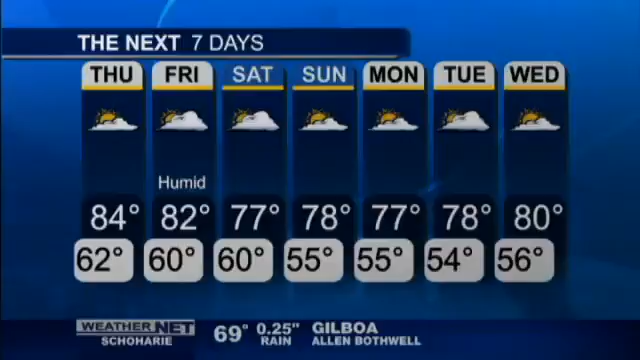 THE NEXT 7 DAYS
THU FRI SAT SUN MON TUE WED
Humid
84° 82° 77° 78° 77° 78° 80°
62° 60° 60° 55° 55° 54° 56°
WEATHER NET 69° 0.25" GILBOA
SCHOHARIE RAIN ALLEN BOTHWELL